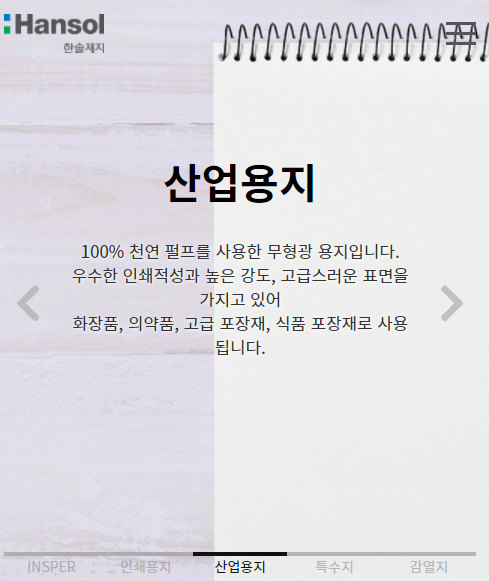 Hansol
한솔제지
산업용지
100% 천연 펄프를 사용한 무형광 용지입니다.
우수한 인쇄적성과 높은 강도, 고급스러운 표면을
가지고 있어
화장품, 의약품, 고급 포장재, 식품 포장재로 사용
됩니다.
INSPER 인쇄용지 산업용지 특수지 감열지